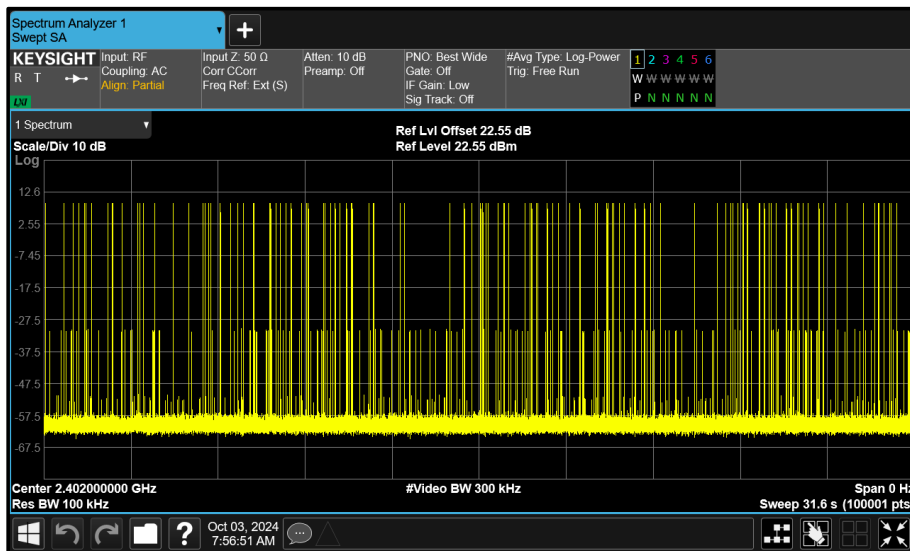 Spectrum Analyzer 1
Swept SA
KEYSIGHT
R T
LXI
Input: RF
Coupling: AC
Align: Partial
Input Z: 50 Ω
Corr CCorr
Freq Ref: Ext (S)
Atten: 10 dB
Preamp: Off
PNO: Best Wide
Gate: Off
IF Gain: Low
Sig Track: Off
#Avg Type: Log-Power
Trig: Free Run
1 2 3 4 5 6
W W W W W W
P N N N N N
1 Spectrum
Scale/Div 10 dB
Ref Lvl Offset 22.55 dB
Ref Level 22.55 dBm
Log
12.6
2.55
-7.45
-17.5
-27.5
-37.5
-47.5
-57.5
-67.5
Center 2.402000000 GHz
#Video BW 300 kHz
Span 0 Hz
Res BW 100 kHz
Sweep 31.6 s (100001 pts
?
Oct 03, 2024
7:56:51 AM